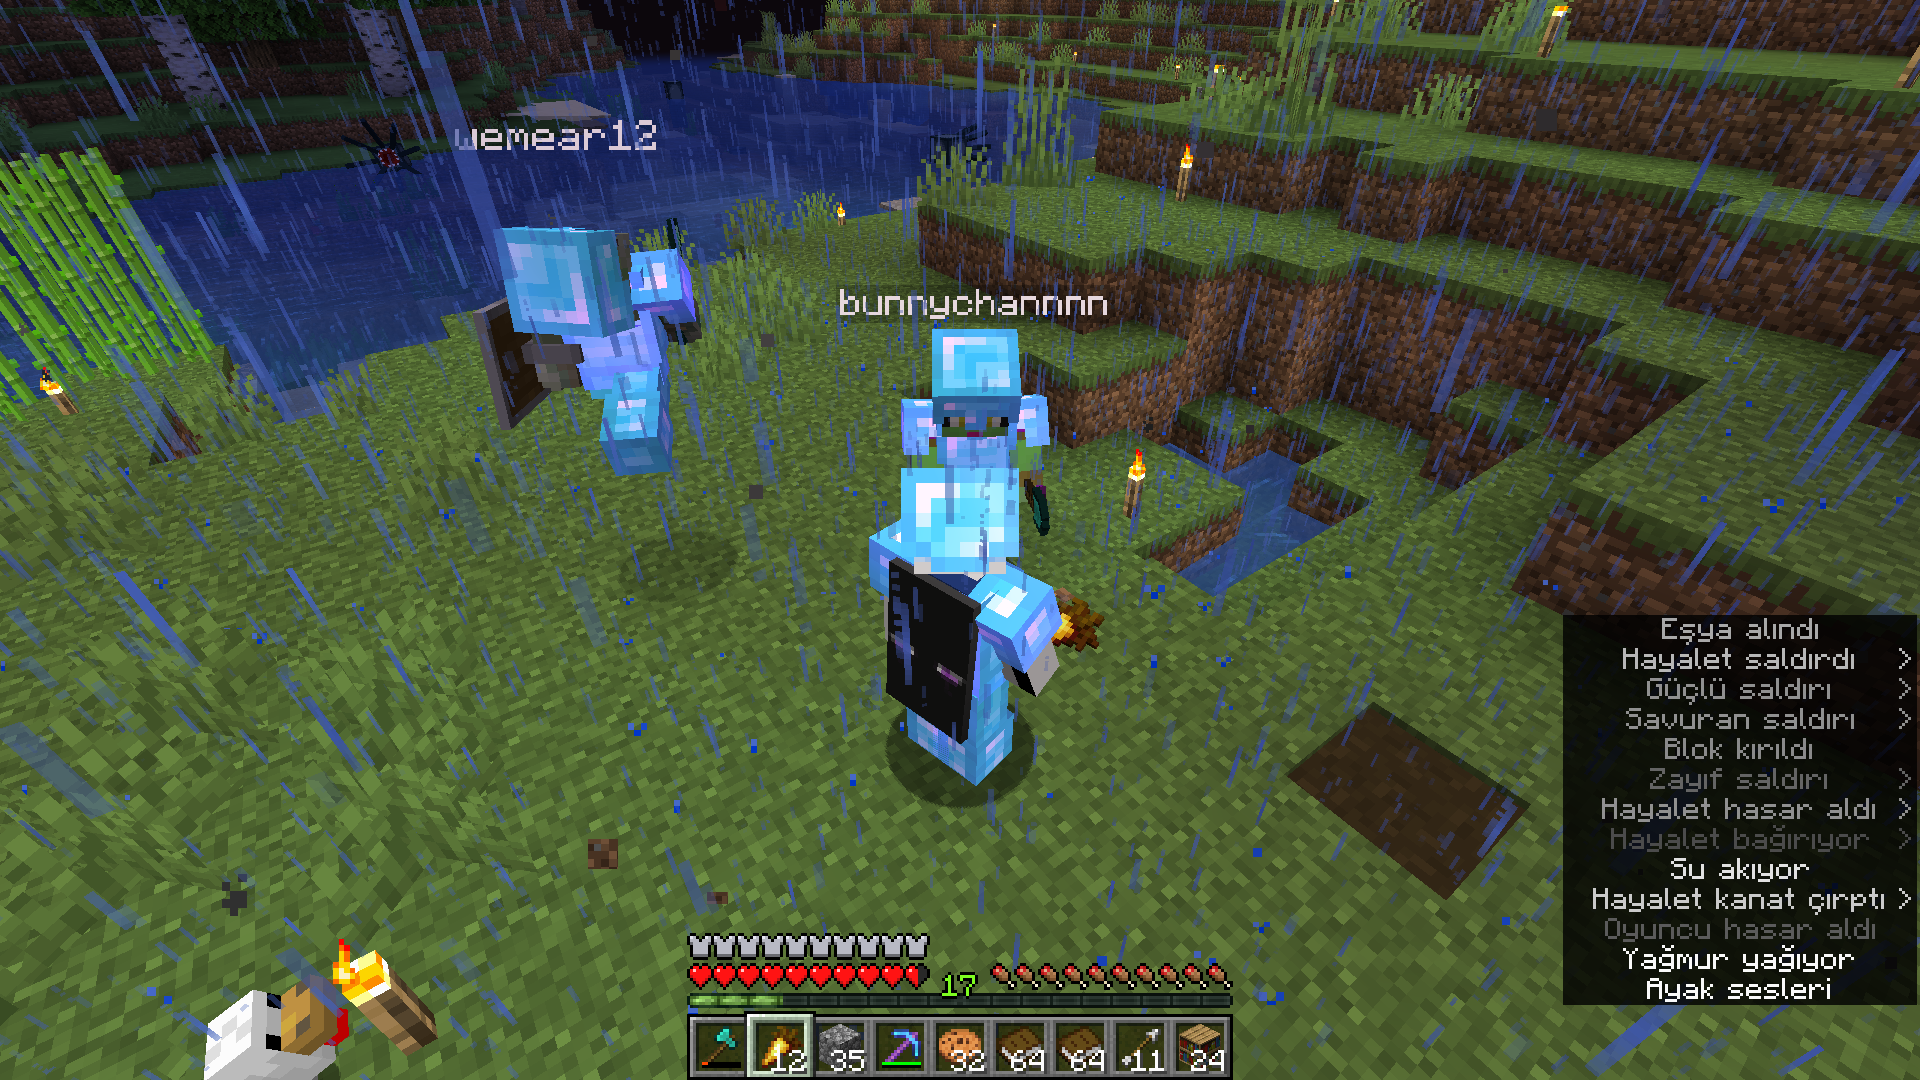 wemear12
bunnychannnn
Eşya alındı
Hayalet saldırdı >
Güçlü saldırı >
Savuran saldırı >
Blok kırıldı
Zayıf saldırı >
Hayalet hasar aldı >
Hayalet bağırıyor >
Su akıyor
Hayalet kanat çırptı >
Oyuncu hasar aldı
Yağmur yağıyor
Ayak sesleri
17
12 35 32 64 64 11 24